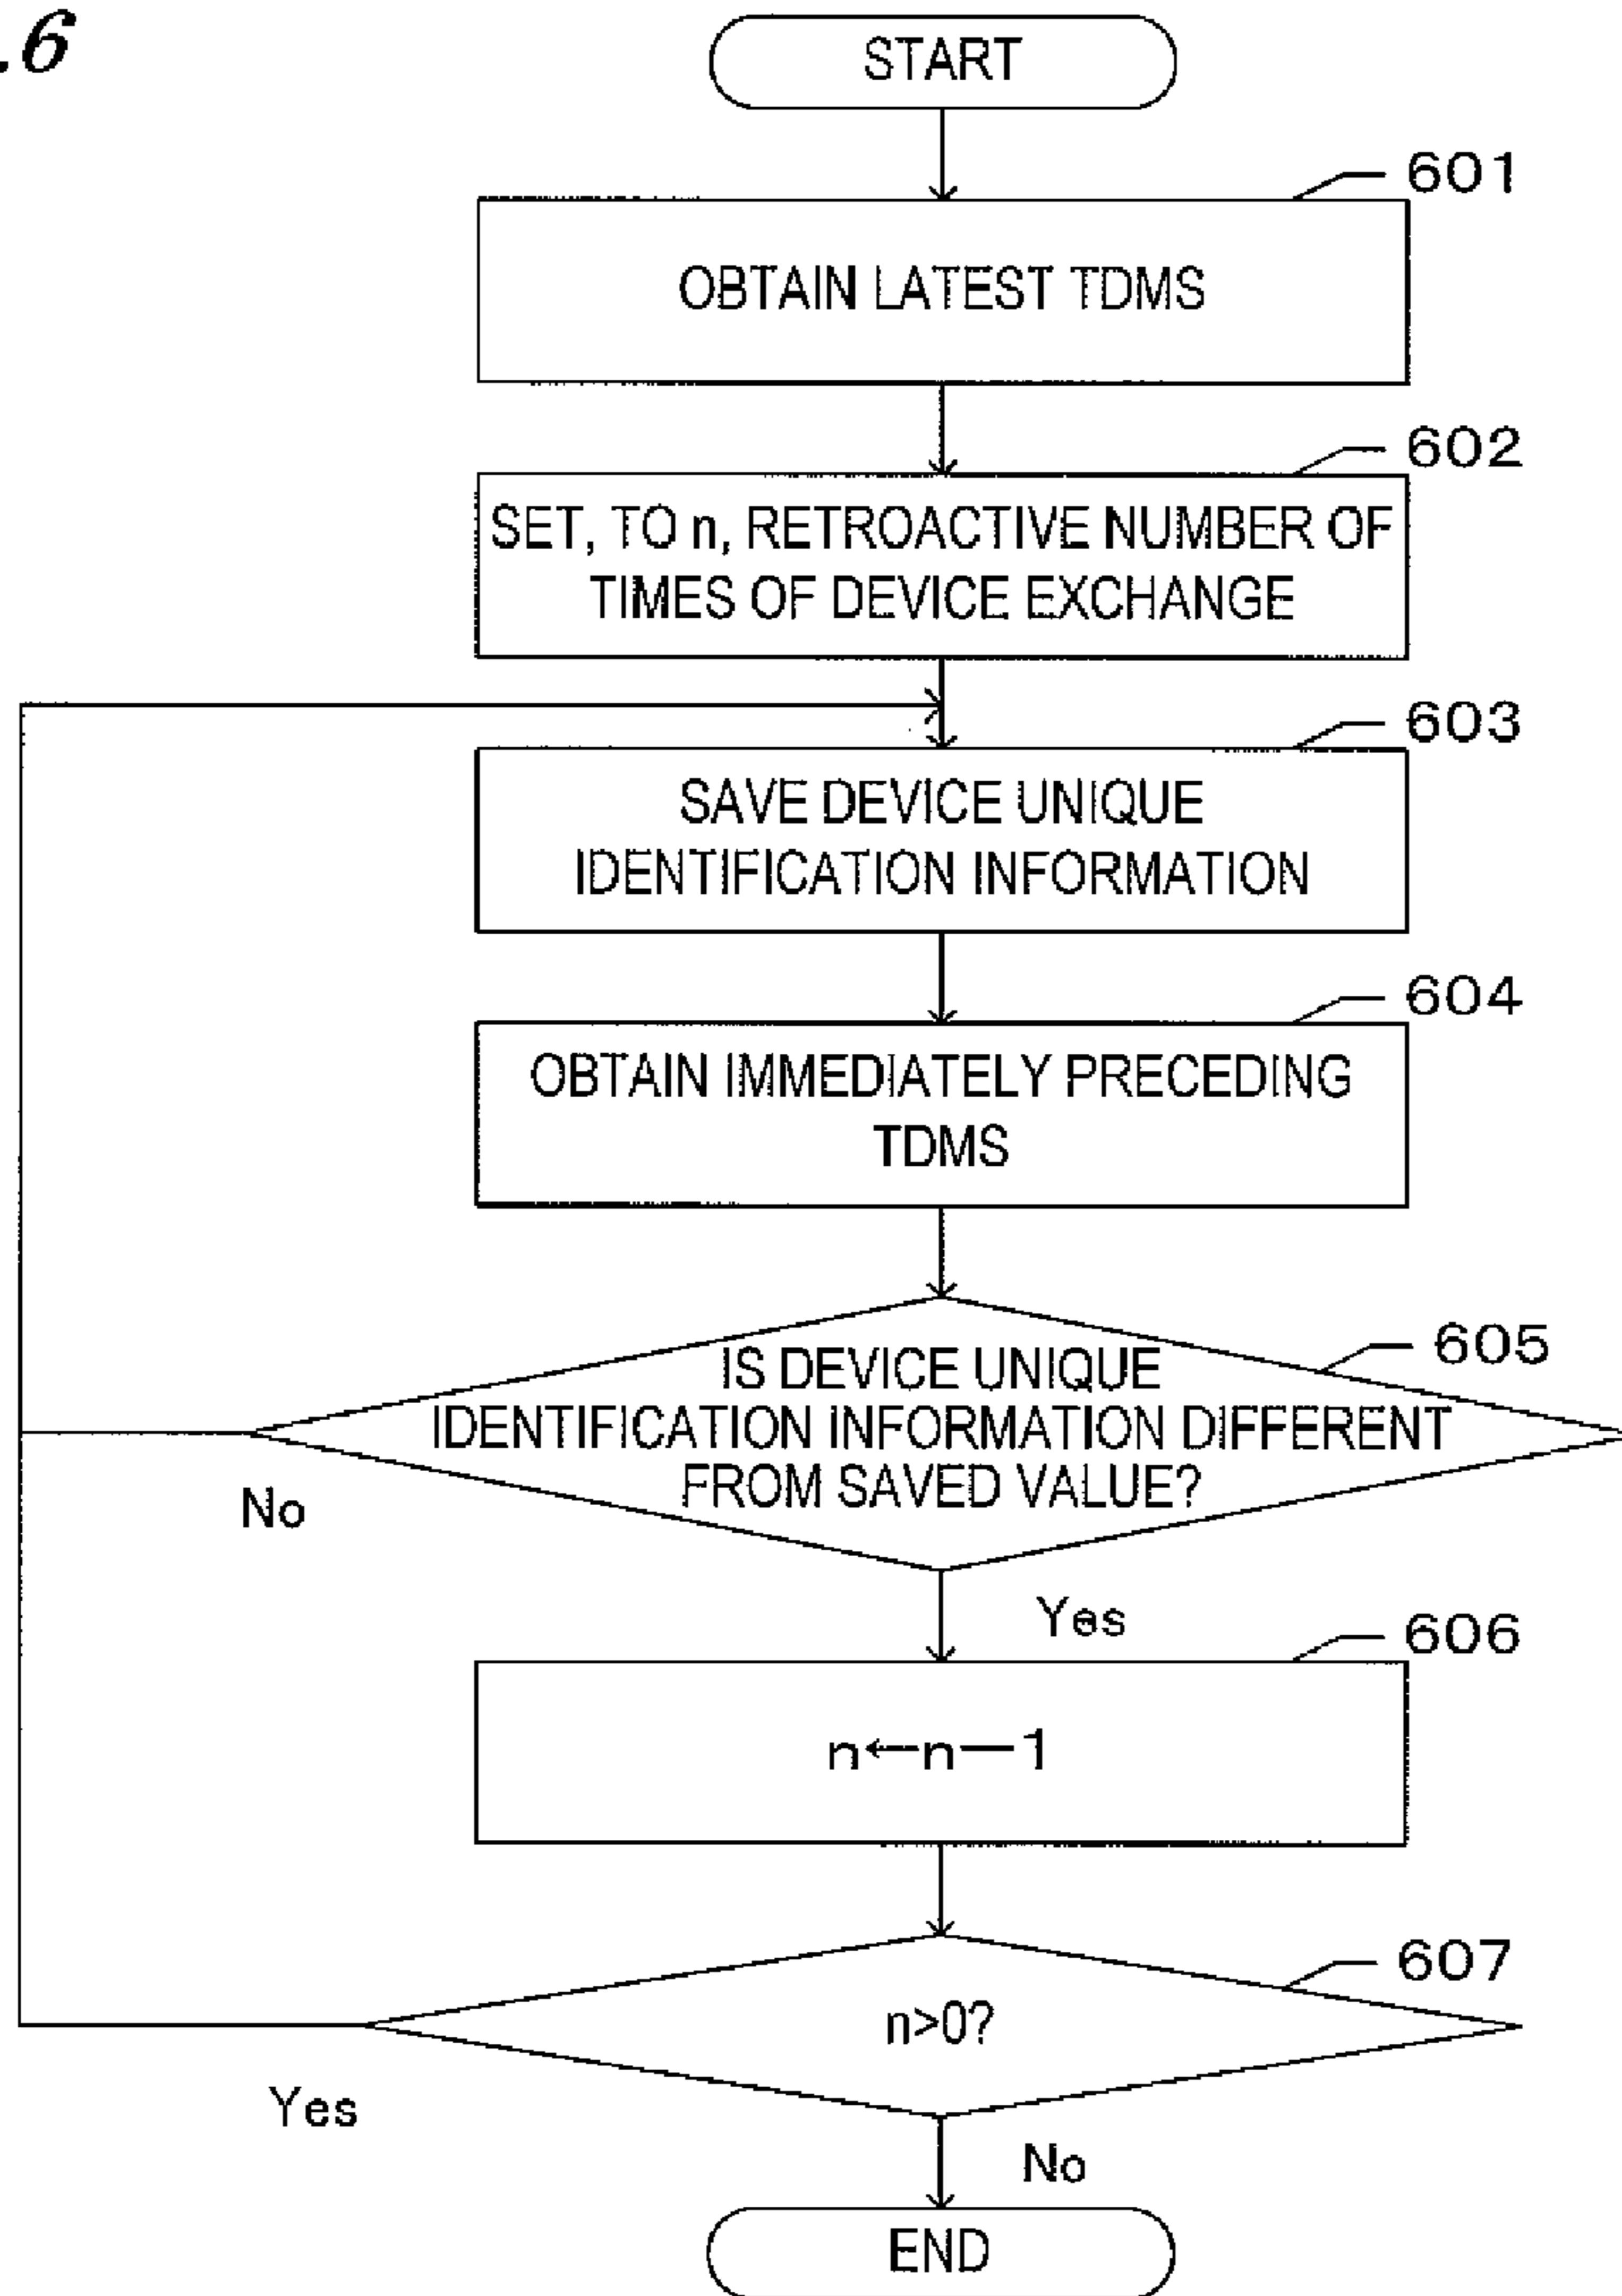 .6
START
601
OBTAIN LATEST TDMS
602
SET, TO n, RETROACTIVE NUMBER OF
TIMES OF DEVICE EXCHANGE
603
SAVE DEVICE UNIQUE
IDENTIFICATION INFORMATION
604
OBTAIN IMMEDIATELY PRECEDING
TDMS
605
IS DEVICE UNIQUE
IDENTIFICATION INFORMATION DIFFERENT
FROM SAVED VALUE?
No
Yes
606
n←n—1
607
n>0?
Yes
No
END